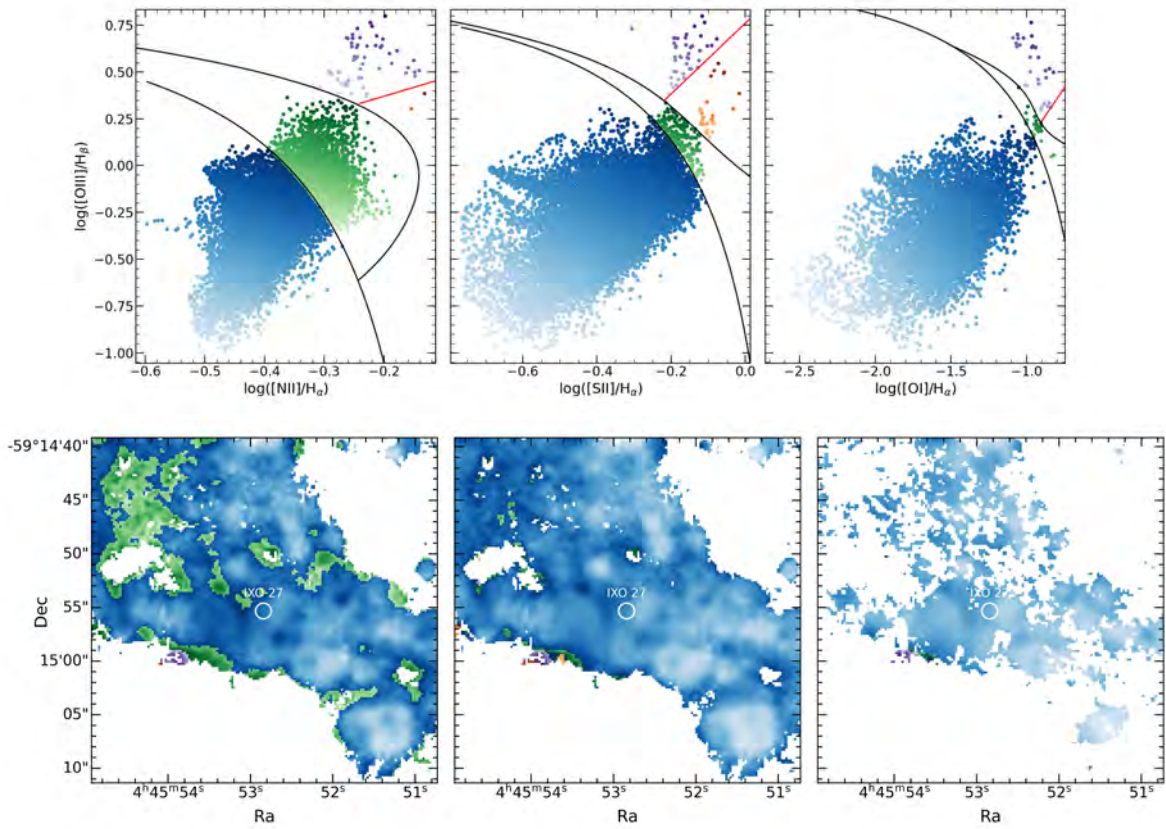 0.75
0.50
0.25
0.00
−0.25
−0.50
−0.75
−1.00
log([OIII]/Hβ)
−0.6 −0.5 −0.4 −0.3 −0.2
log([NII]/Hα)
−0.6 −0.4 −0.2 0.0
log([SII]/Hα)
−2.5 −2.0 −1.5 −1.0
log([OI]/Hα)
-59°14'40"
45"
50"
55"
15'00"
05"
10"
Dec
IXO 27
IXO 27
4ʰ45ᵐ54ˢ 53ˢ 52ˢ 51ˢ
Ra
4ʰ45ᵐ54ˢ 53ˢ 52ˢ 51ˢ
Ra
4ʰ45ᵐ54ˢ 53ˢ 52ˢ 51ˢ
Ra